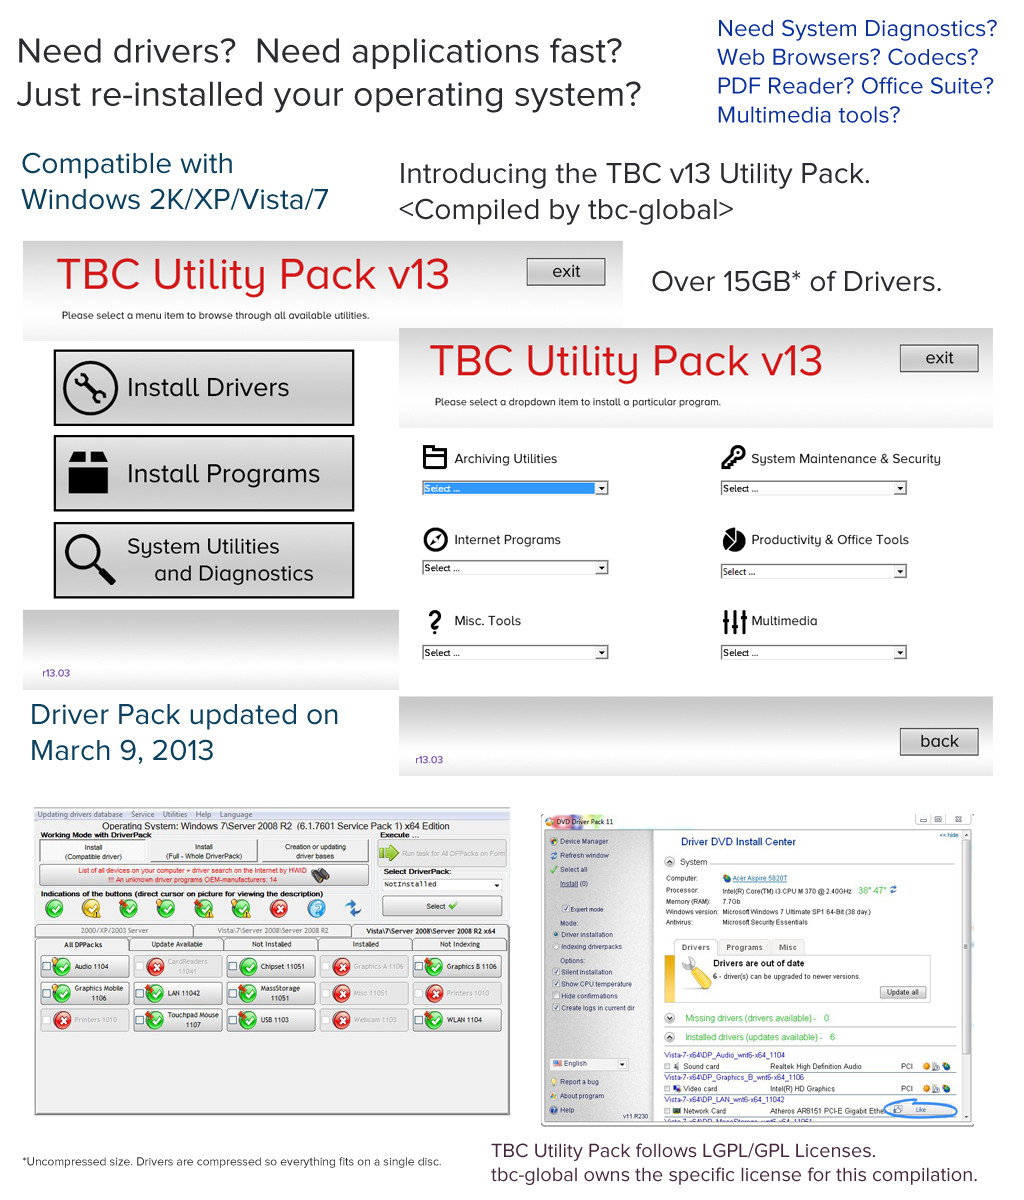 Need drivers?  Need applications fast?
Just re-installed your operating system?
Need System Diagnostics?
Web Browsers? Codecs?
PDF Reader? Office Suite?
Multimedia tools?
Compatible with
Windows 2K/XP/Vista/7
Introducing the TBC v13 Utility Pack.
<Compiled by tbc-global>
TBC Utility Pack v13
exit
Please select a menu item to browse through all available utilities.
Over 15GB* of Drivers.
Install Drivers
Install Programs
System Utilities
and Diagnostics
r13.03
TBC Utility Pack v13
exit
Please select a dropdown item to install a particular program.
Archiving Utilities
Select ...
System Maintenance & Security
Select ...
Internet Programs
Select ...
Productivity & Office Tools
Select ...
Misc. Tools
Select ...
Multimedia
Select ...
back
r13.03
Driver Pack updated on
March 9, 2013
Updating drivers database Service Utilities Help Language
Operating System: Windows 7\Server 2008 R2 (6.1.7601 Service Pack 1) x64 Edition
Working Mode with DriverPack
Install
(Compatible driver)
Install
(Full - Whole DriverPack)
Creation or updating
driver bases
List of all devices on your computer + driver search on the Internet by HWID
!!! An unknown driver programs OEM-manufacturers: 14
Execute ...
Run task for All DPPacks on Form
Select DriverPack:
NotInstalled
Select
Indications of the buttons (direct cursor on picture for viewing the description)
2000/XP/2003 Server
Vista\7\Server 2008\Server 2008 R2
Vista\7\Server 2008\Server 2008 R2 x64
All DPPacks
Update Available
Not Installed
Installed
Not Indexing
Audio 1104
CardReaders
11041
Chipset 11051
Graphics A 1106
Graphics B 1106
Graphics Mobile
1106
LAN 11042
MassStorage
11051
Misc 11051
Printers 1010
Printers 1010
Touchpad Mouse
1107
USB 1103
Webcam 1103
WLAN 1104
DVD Driver Pack 11
Device Manager
Refresh window
Select all
Install (0)
Expert mode
Mode:
Driver installation
Indexing driverpacks
Options:
Silent Installation
Show CPU temperature
Hide confirmations
Create logs in current dir
English
Report a bug
About program
Help
v11 R230
<< hide
Driver DVD Install Center
System
Computer: Acer Aspire 5820T
Processor: Intel(R) Core(TM) i3 CPU M 370 @ 2.40GHz 38° 47°
Memory (RAM): 7.7Gb
Windows version: Microsoft Windows 7 Ultimate SP1 64-Bit (38 day.)
Antivirus: Microsoft Security Essentials
Drivers
Programs
Misc
Drivers are out of date
6 - driver(s) can be upgraded to newer versions.
Update all
Missing drivers (drivers available) - 0
Installed drivers (updates available) - 6
Vista-7-x64\DP_Audio_wnt6-x64_1104
Sound card Realtek High Definition Audio PCI
Vista-7-x64\DP_Graphics_B_wnt6-x64_1106
Video card Intel(R) HD Graphics PCI
Vista-7-x64\DP_LAN_wnt6-x64_11042
Network Card Atheros AR8151 PCI-E Gigabit Ethe
Like
*Uncompressed size. Drivers are compressed so everything fits on a single disc.
TBC Utility Pack follows LGPL/GPL Licenses.
tbc-global owns the specific license for this compilation.